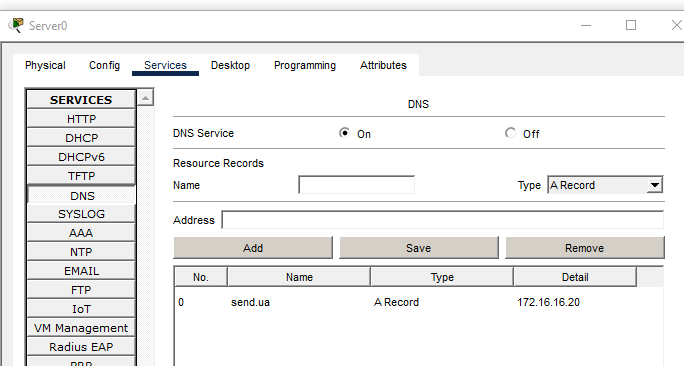 Server0
Physical Config Services Desktop Programming Attributes
SERVICES
HTTP
DHCP
DHCPv6
TFTP
DNS
SYSLOG
AAA
NTP
EMAIL
FTP
IoT
VM Management
Radius EAP
DNS
DNS Service On Off
Resource Records
Name Type A Record
Address
Add Save Remove
No. Name Type Detail
0 send.ua A Record 172.16.16.20